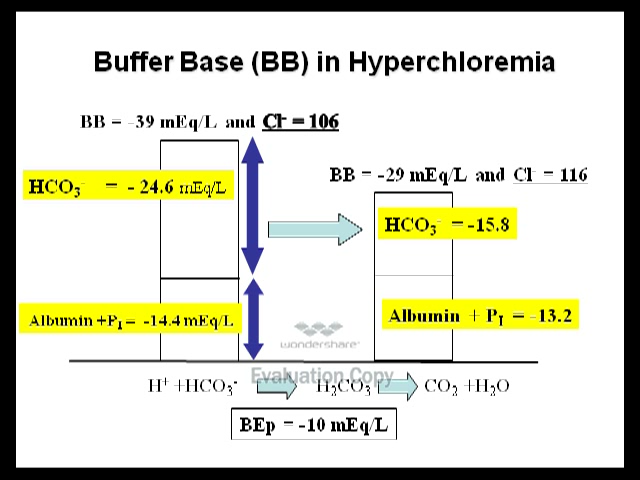 Buffer Base (BB) in Hyperchloremia
BB = -39 mEq/L and Cl⁻ = 106
BB = -29 mEq/L and Cl⁻ = 116
HCO₃⁻ = - 24.6 mEq/L
HCO₃⁻ = -15.8
Albumin +P_I = -14.4 mEq/L
Albumin + P_I = -13.2
wondershare
Evaluation Copy
H⁺ +HCO₃⁻ H₂CO₃ CO₂ +H₂O
BEp = -10 mEq/L